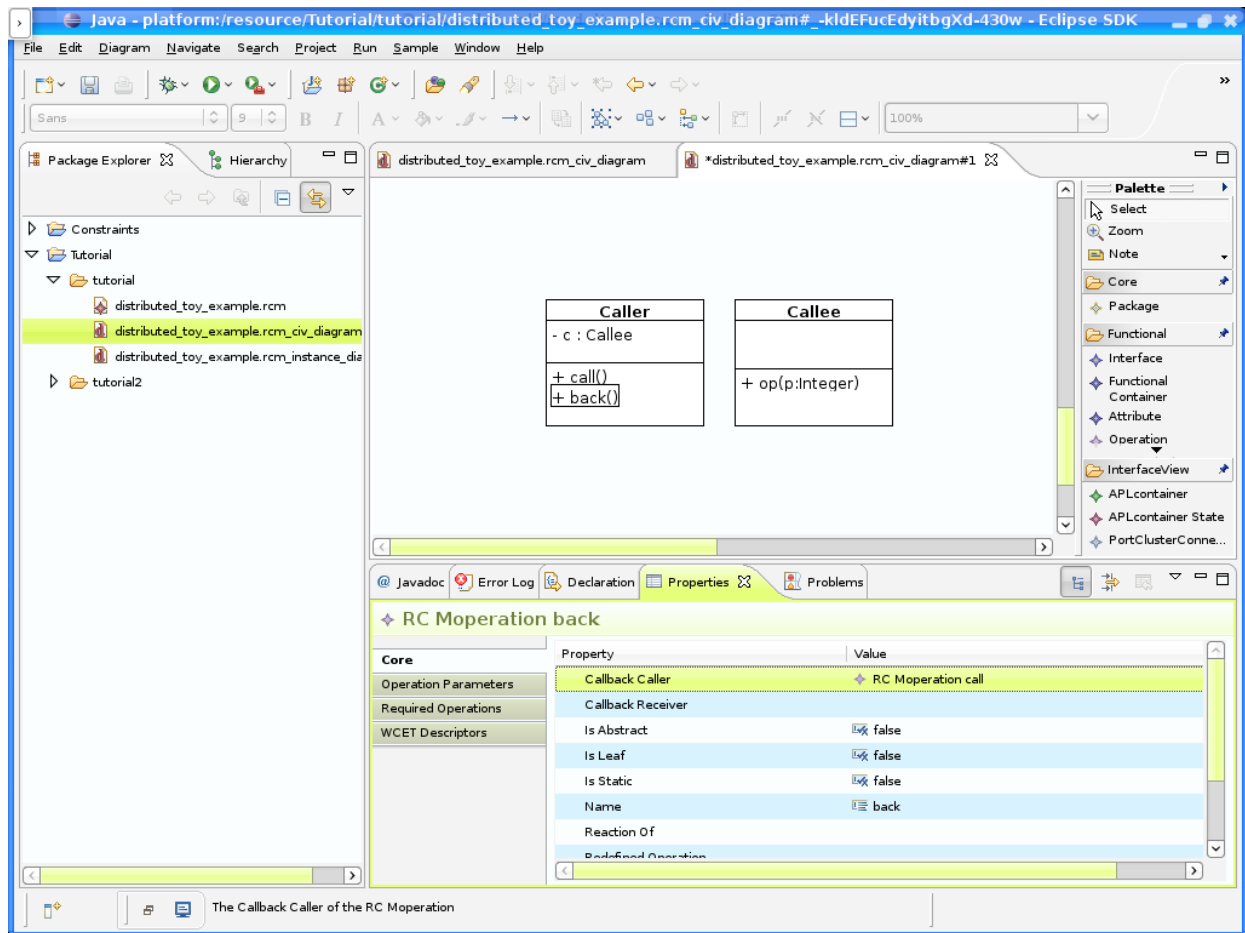 Java - platform:/resource/Tutorial/tutorial/distributed_toy_example.rcm_civ_diagram#_-kldEFucEdyitbgXd-430w - Eclipse SDK
File Edit Diagram Navigate Search Project Run Sample Window Help
Sans 9 B I A 100%
Package Explorer Hierarchy
distributed_toy_example.rcm_civ_diagram *distributed_toy_example.rcm_civ_diagram#1
Constraints
Tutorial
tutorial
distributed_toy_example.rcm
distributed_toy_example.rcm_civ_diagram
distributed_toy_example.rcm_instance_dia
tutorial2
Caller
- c : Callee
+ call()
+ back()
Callee
+ op(p:Integer)
Palette
Select
Zoom
Note
Core
Package
Functional
Interface
Functional
Container
Attribute
Operation
InterfaceView
APLcontainer
APLcontainer State
PortClusterConne...
@ Javadoc Error Log Declaration Properties Problems
RC Moperation back
Core
Operation Parameters
Required Operations
WCET Descriptors
Property Value
Callback Caller RC Moperation call
Callback Receiver
Is Abstract false
Is Leaf false
Is Static false
Name back
Reaction Of
Redefined Operation
The Callback Caller of the RC Moperation